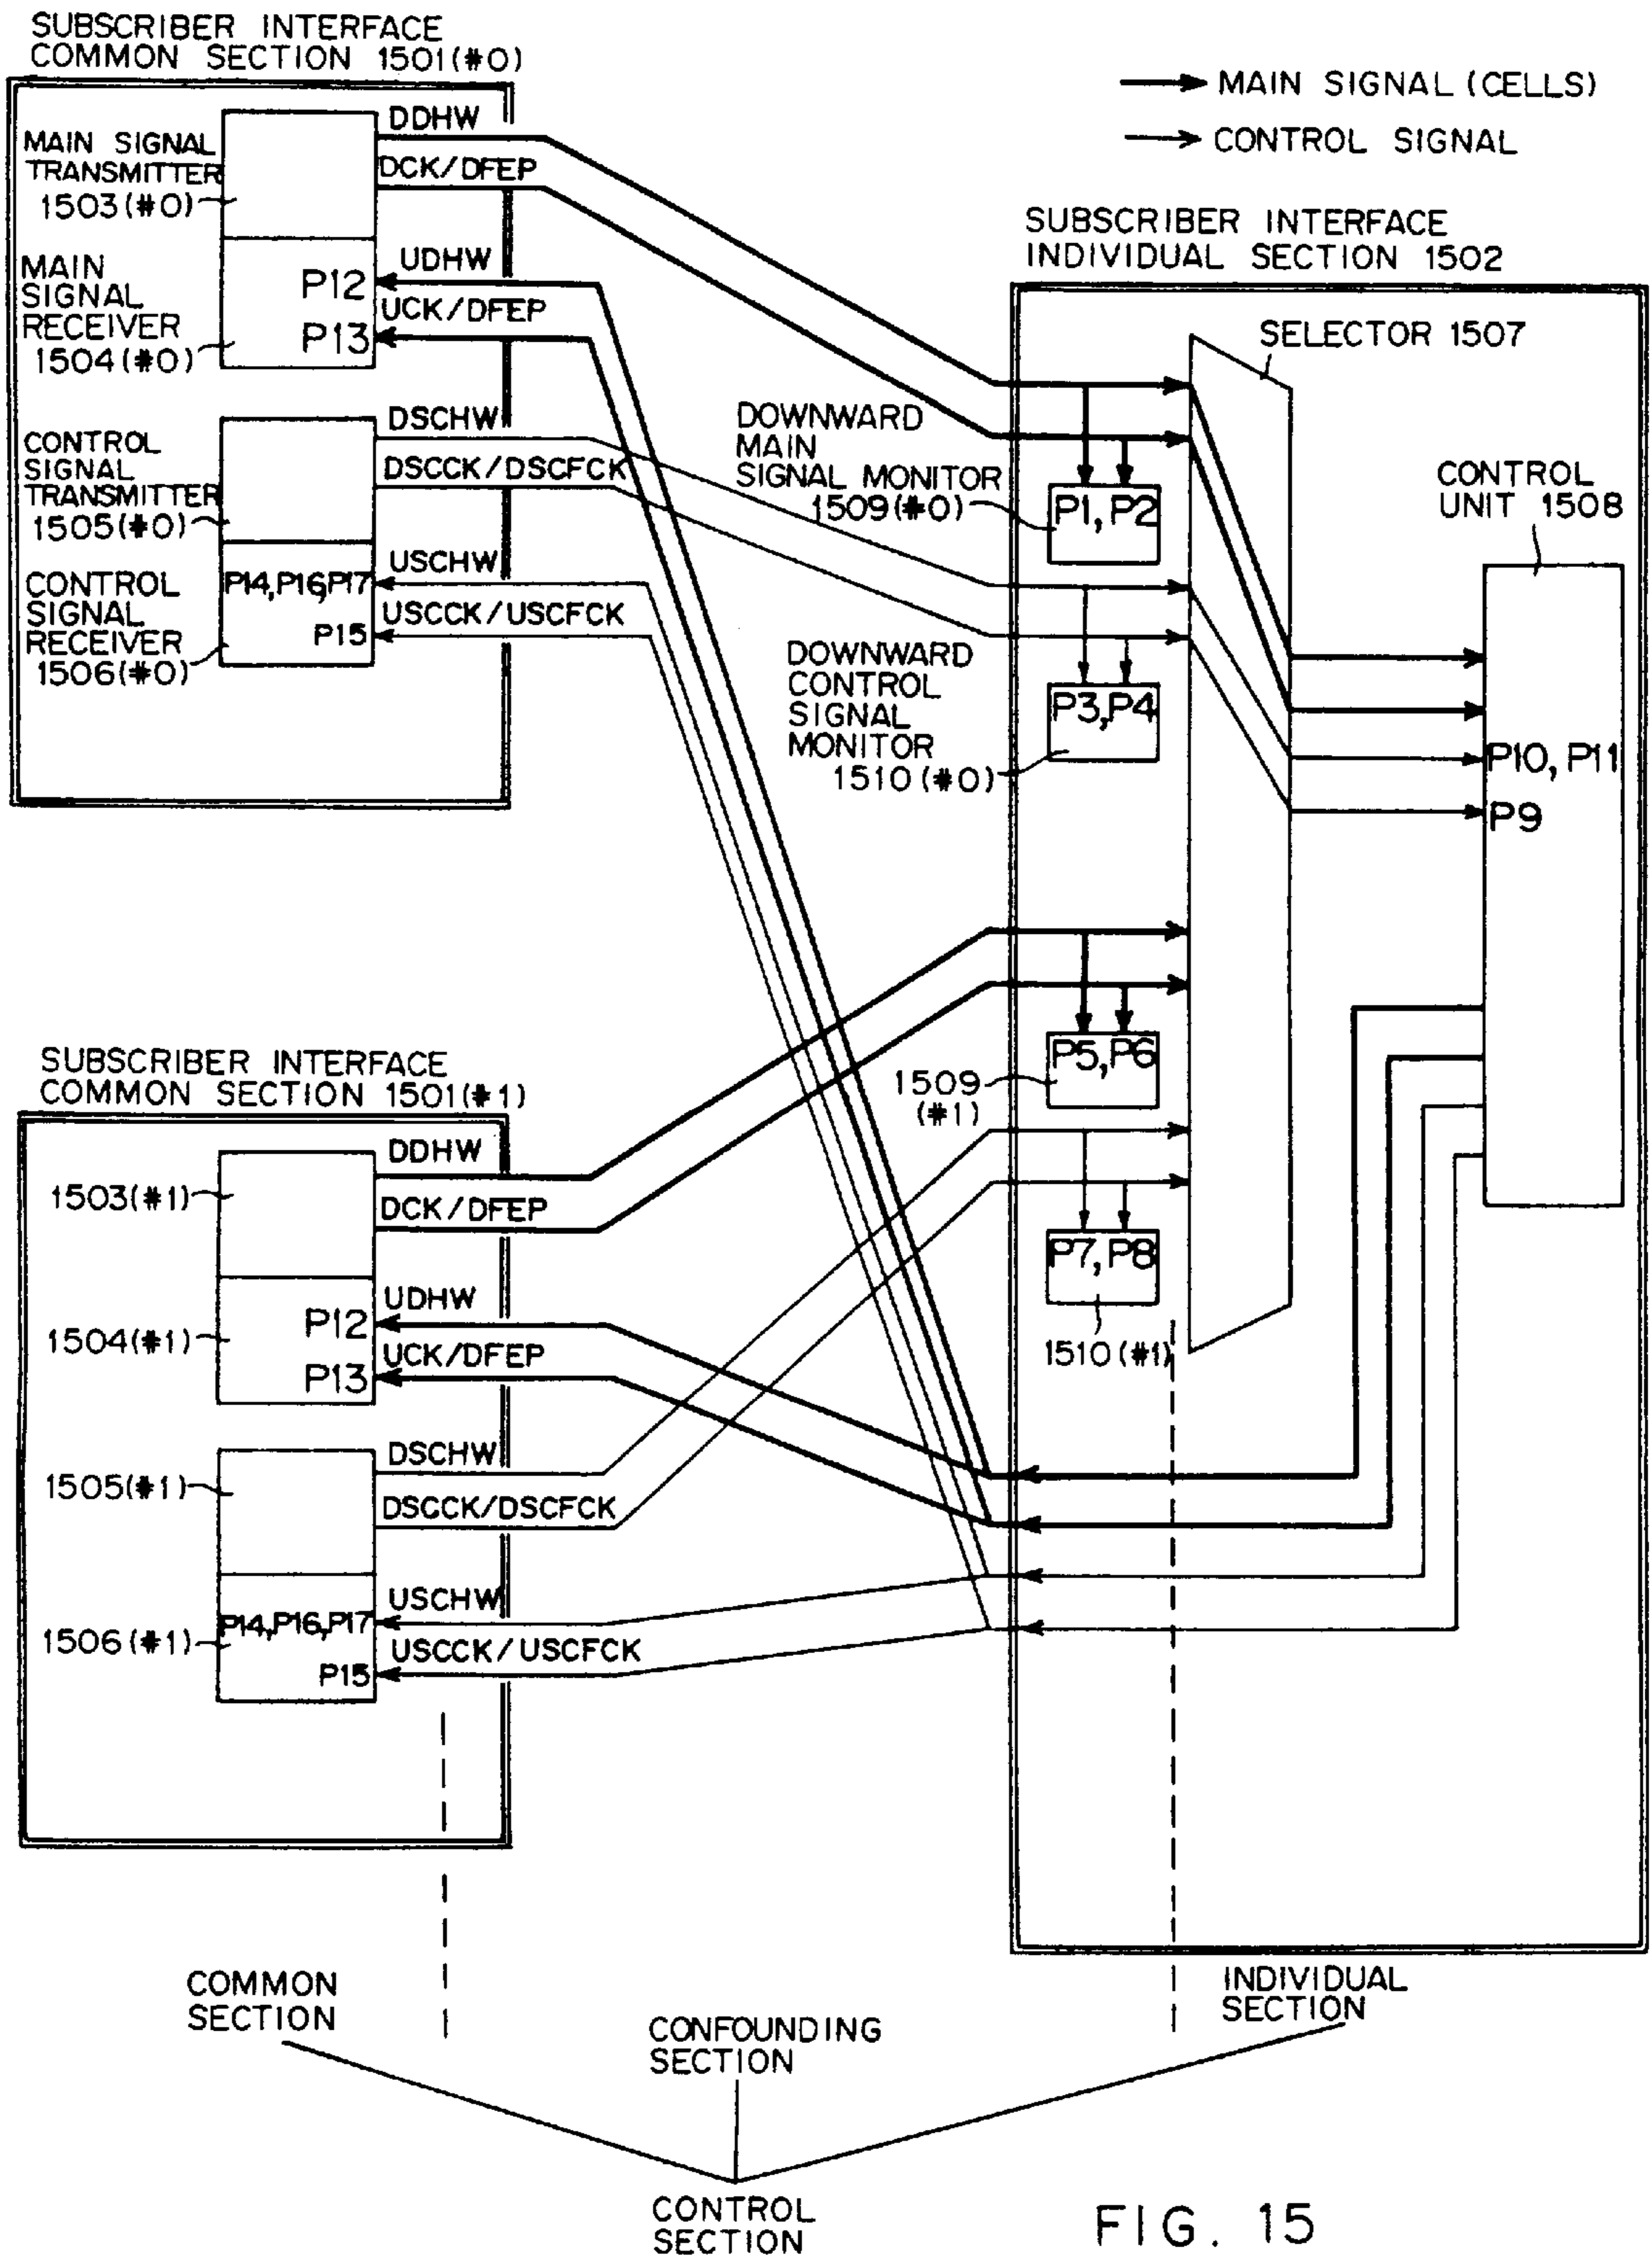 SUBSCRIBER INTERFACE
COMMON SECTION 1501(#0)
MAIN SIGNAL (CELLS)
CONTROL SIGNAL
MAIN SIGNAL
TRANSMITTER
1503(#0)
DDHW
DCK/DFEP
MAIN
SIGNAL
RECEIVER
1504(#0)
P12
P13
UDHW
UCK/DFEP
CONTROL
SIGNAL
TRANSMITTER
1505(#0)
DSCHW
DSCCK/DSCFCK
CONTROL
SIGNAL
RECEIVER
1506(#0)
P14,P16,P17
P15
USCHW
USCCK/USCFCK
SUBSCRIBER INTERFACE
INDIVIDUAL SECTION 1502
SELECTOR 1507
DOWNWARD
MAIN
SIGNAL MONITOR
1509(#0)
P1, P2
CONTROL
UNIT 1508
DOWNWARD
CONTROL
SIGNAL
MONITOR
1510(#0)
P3,P4
P10, P11
P9
P5,P6
1509
(#1)
P7,P8
1510(#1)
SUBSCRIBER INTERFACE
COMMON SECTION 1501(#1)
1503(#1)
DDHW
DCK/DFEP
1504(#1)
P12
P13
UDHW
UCK/DFEP
1505(#1)
DSCHW
DSCCK/DSCFCK
1506(#1)
P14,P16,P17
P15
USCHW
USCCK/USCFCK
COMMON
SECTION
CONFOUNDING
SECTION
INDIVIDUAL
SECTION
CONTROL
SECTION
FIG. 15